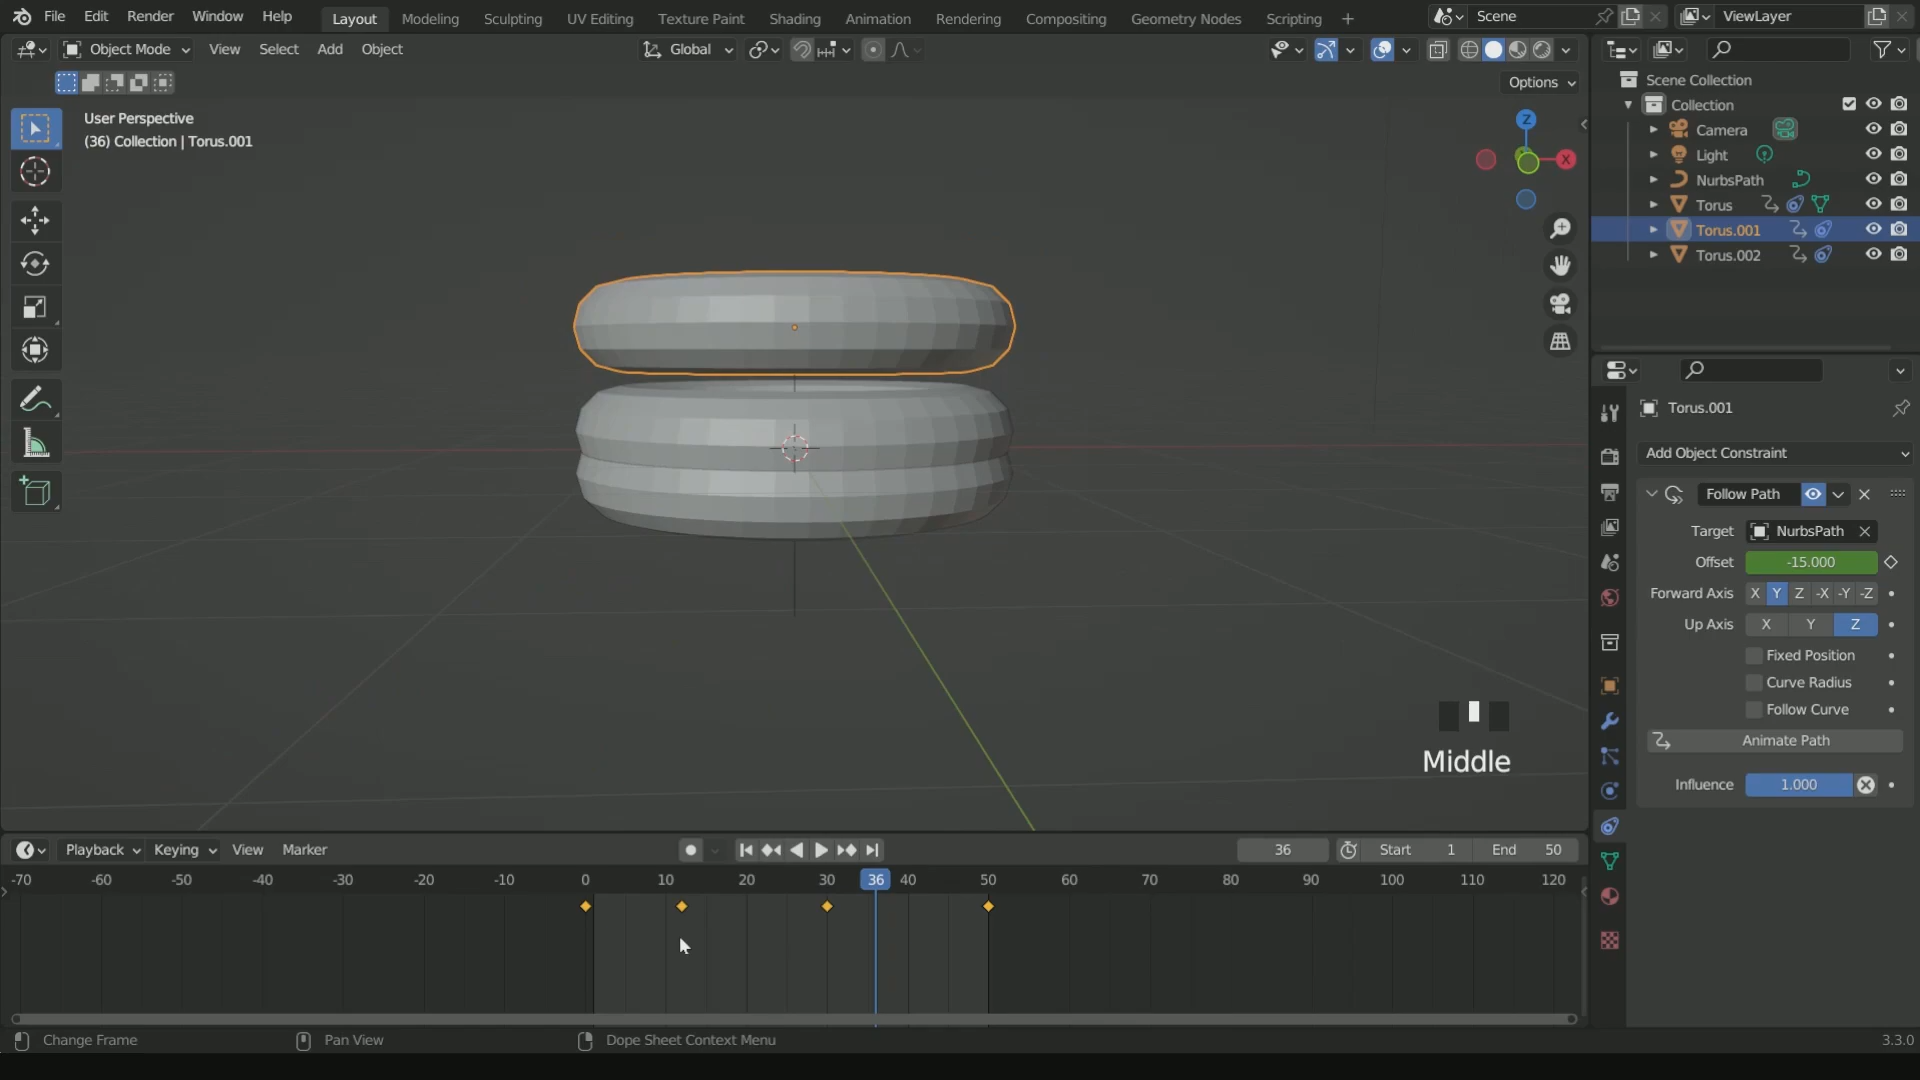 File Edit Render Window Help Layout Modeling Sculpting UV Editing Texture Paint Shading Animation Rendering Compositing Geometry Nodes Scripting + Scene ViewLayer
Object Mode View Select Add Object Global
Options
User Perspective
(36) Collection | Torus.001
Z
X
Middle
Scene Collection
Collection
Camera
Light
NurbsPath
Torus
Torus.001
Torus.002
Torus.001
Add Object Constraint
Follow Path
Target NurbsPath
Offset -15.000
Forward Axis X Y Z -X -Y -Z
Up Axis X Y Z
Fixed Position
Curve Radius
Follow Curve
Animate Path
Influence 1.000
Playback Keying View Marker 36 Start 1 End 50
-70 -60 -50 -40 -30 -20 -10 0 10 20 30 36 40 50 60 70 80 90 100 110 120
Change Frame Pan View Dope Sheet Context Menu 3.3.0